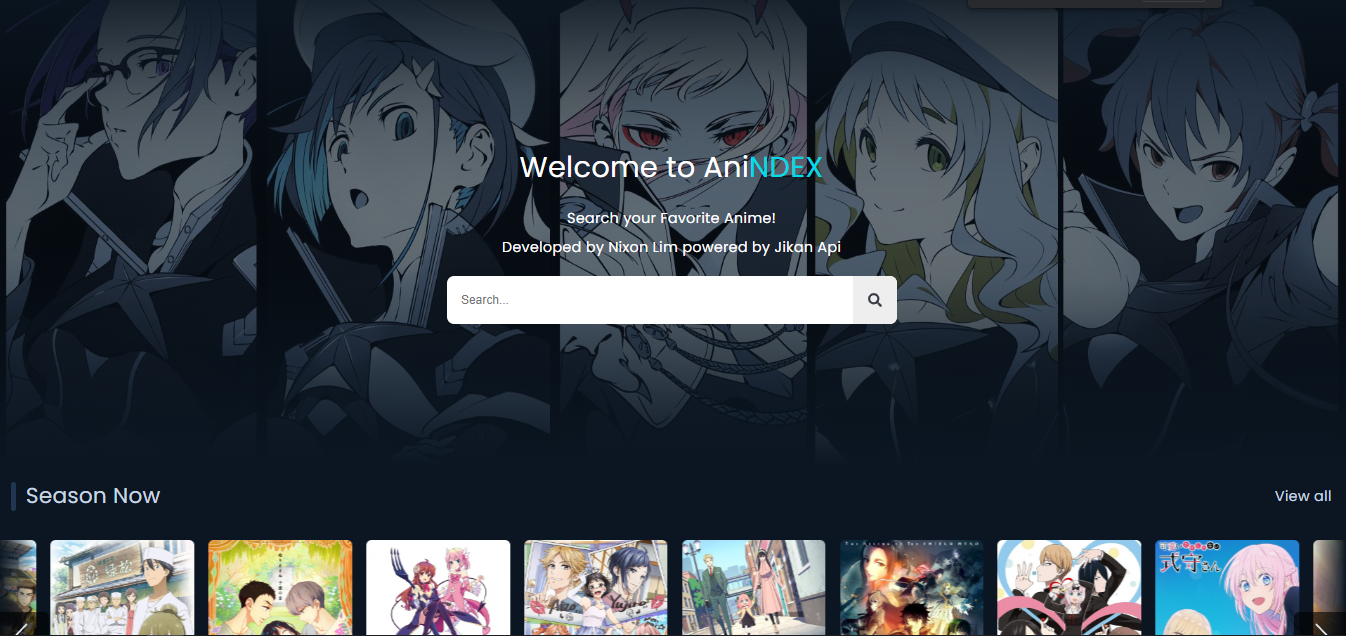 Welcome to AniNDEX
Search your Favorite Anime!
Developed by Nixon Lim powered by Jikan Api
Search...
Season Now
View all
式守さん